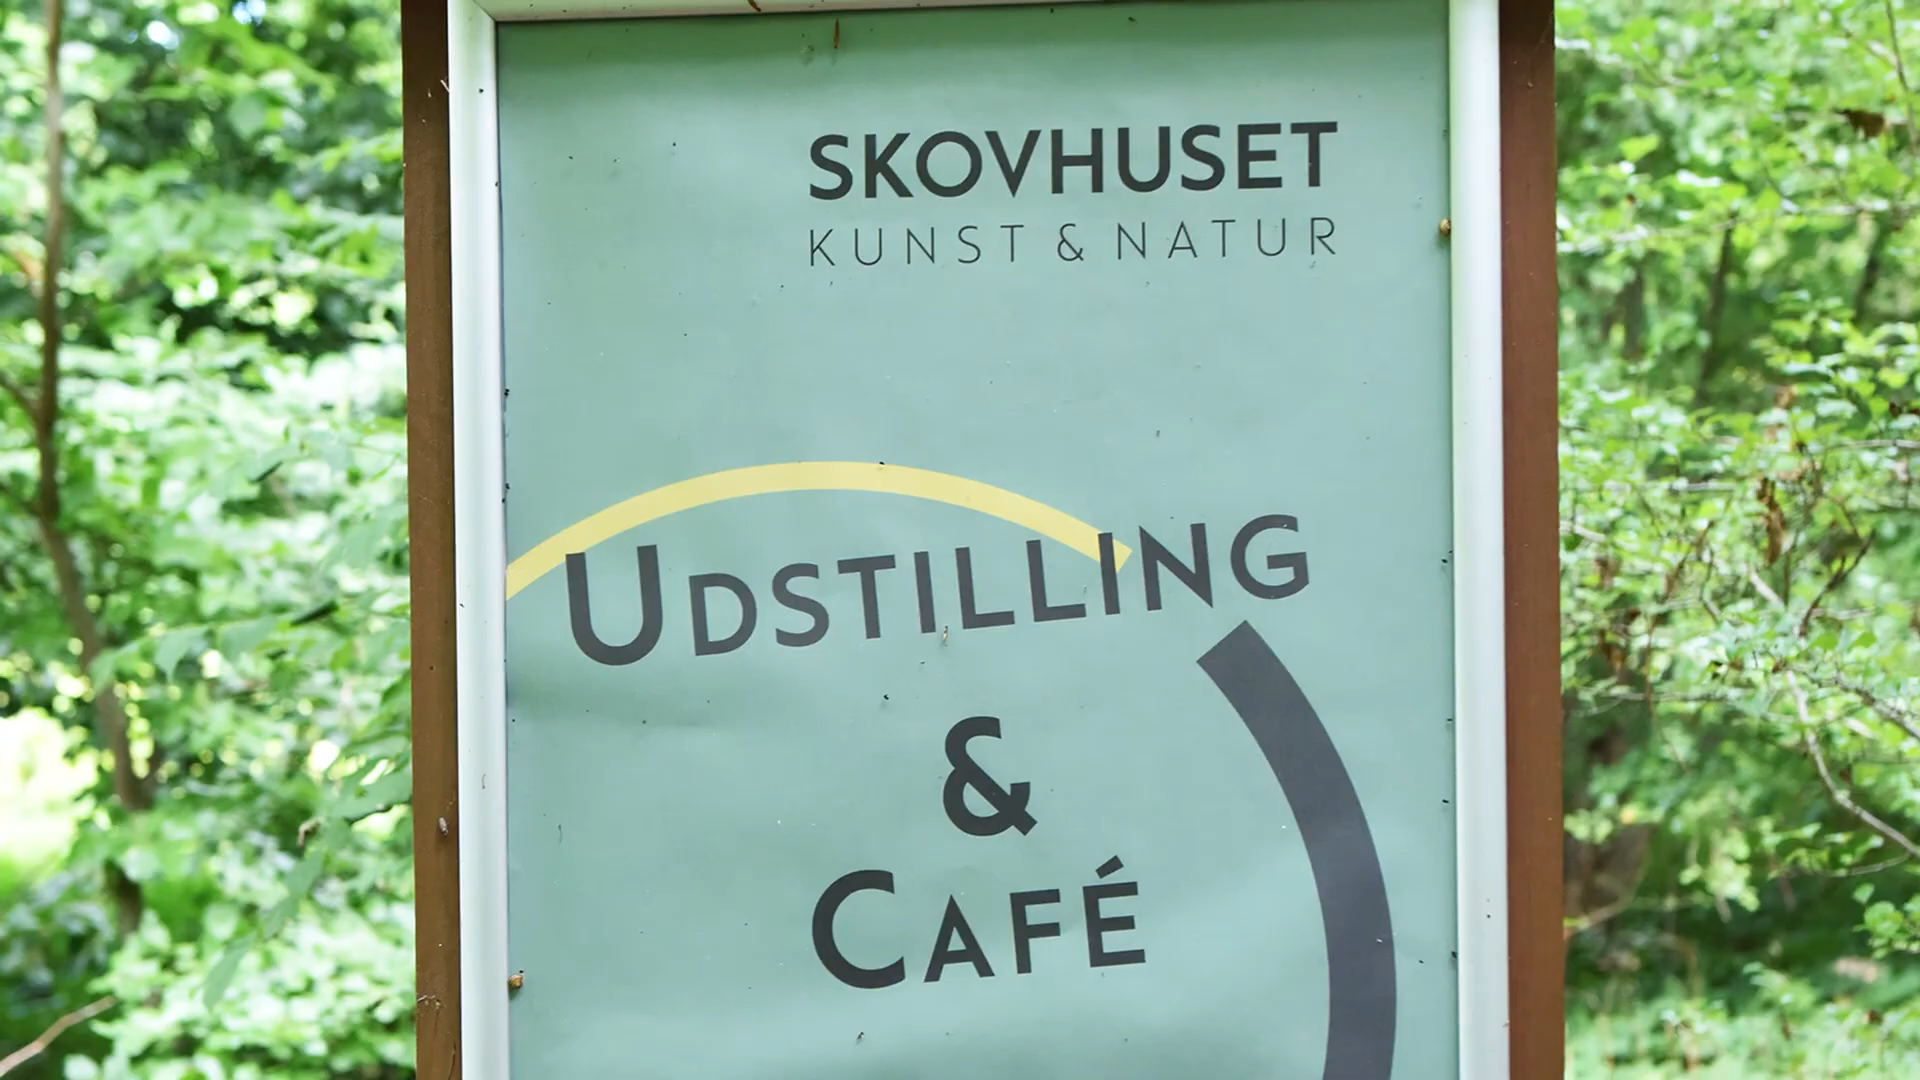 SKOVHUSET
KUNST & NATUR
UDSTILLING
&
CAFÉ